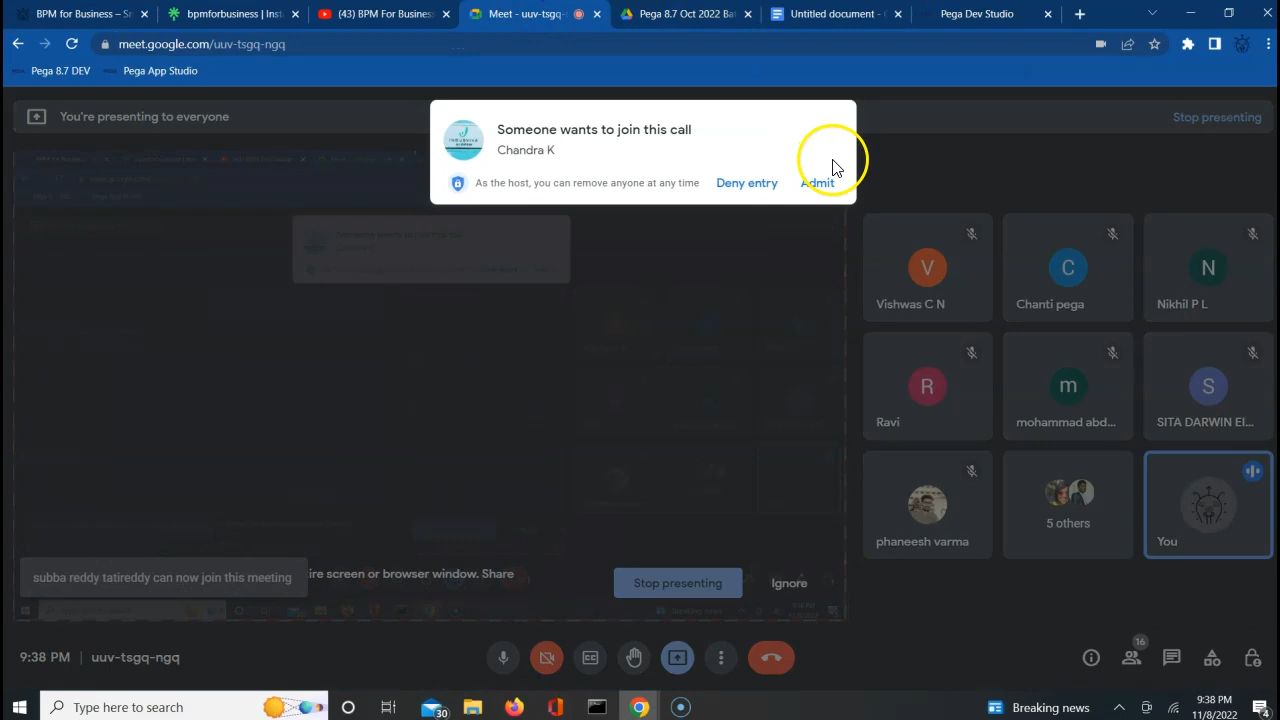 BPM for Business – Sr
bpmforbusiness | Inst
(43) BPM For Business
Meet - uuv-tsgq-
Pega 8.7 Oct 2022 Bat
Untitled document -
Pega Dev Studio
meet.google.com/uuv-tsgq-ngq
Pega 8.7 DEV
Pega App Studio
You're presenting to everyone
Stop presenting
Someone wants to join this call
Chandra K
As the host, you can remove anyone at any time
Deny entry
Admit
V
Vishwas C N
C
Chanti pega
N
Nikhil P L
R
Ravi
m
mohammad abd...
S
SITA DARWIN El...
phaneesh varma
5 others
You
subba reddy tatireddy can now join this meeting
ire screen or browser window. Share
Stop presenting
Ignore
9:38 PM | uuv-tsgq-ngq
16
Type here to search
30
Breaking news
9:38 PM
11/8/2022
4